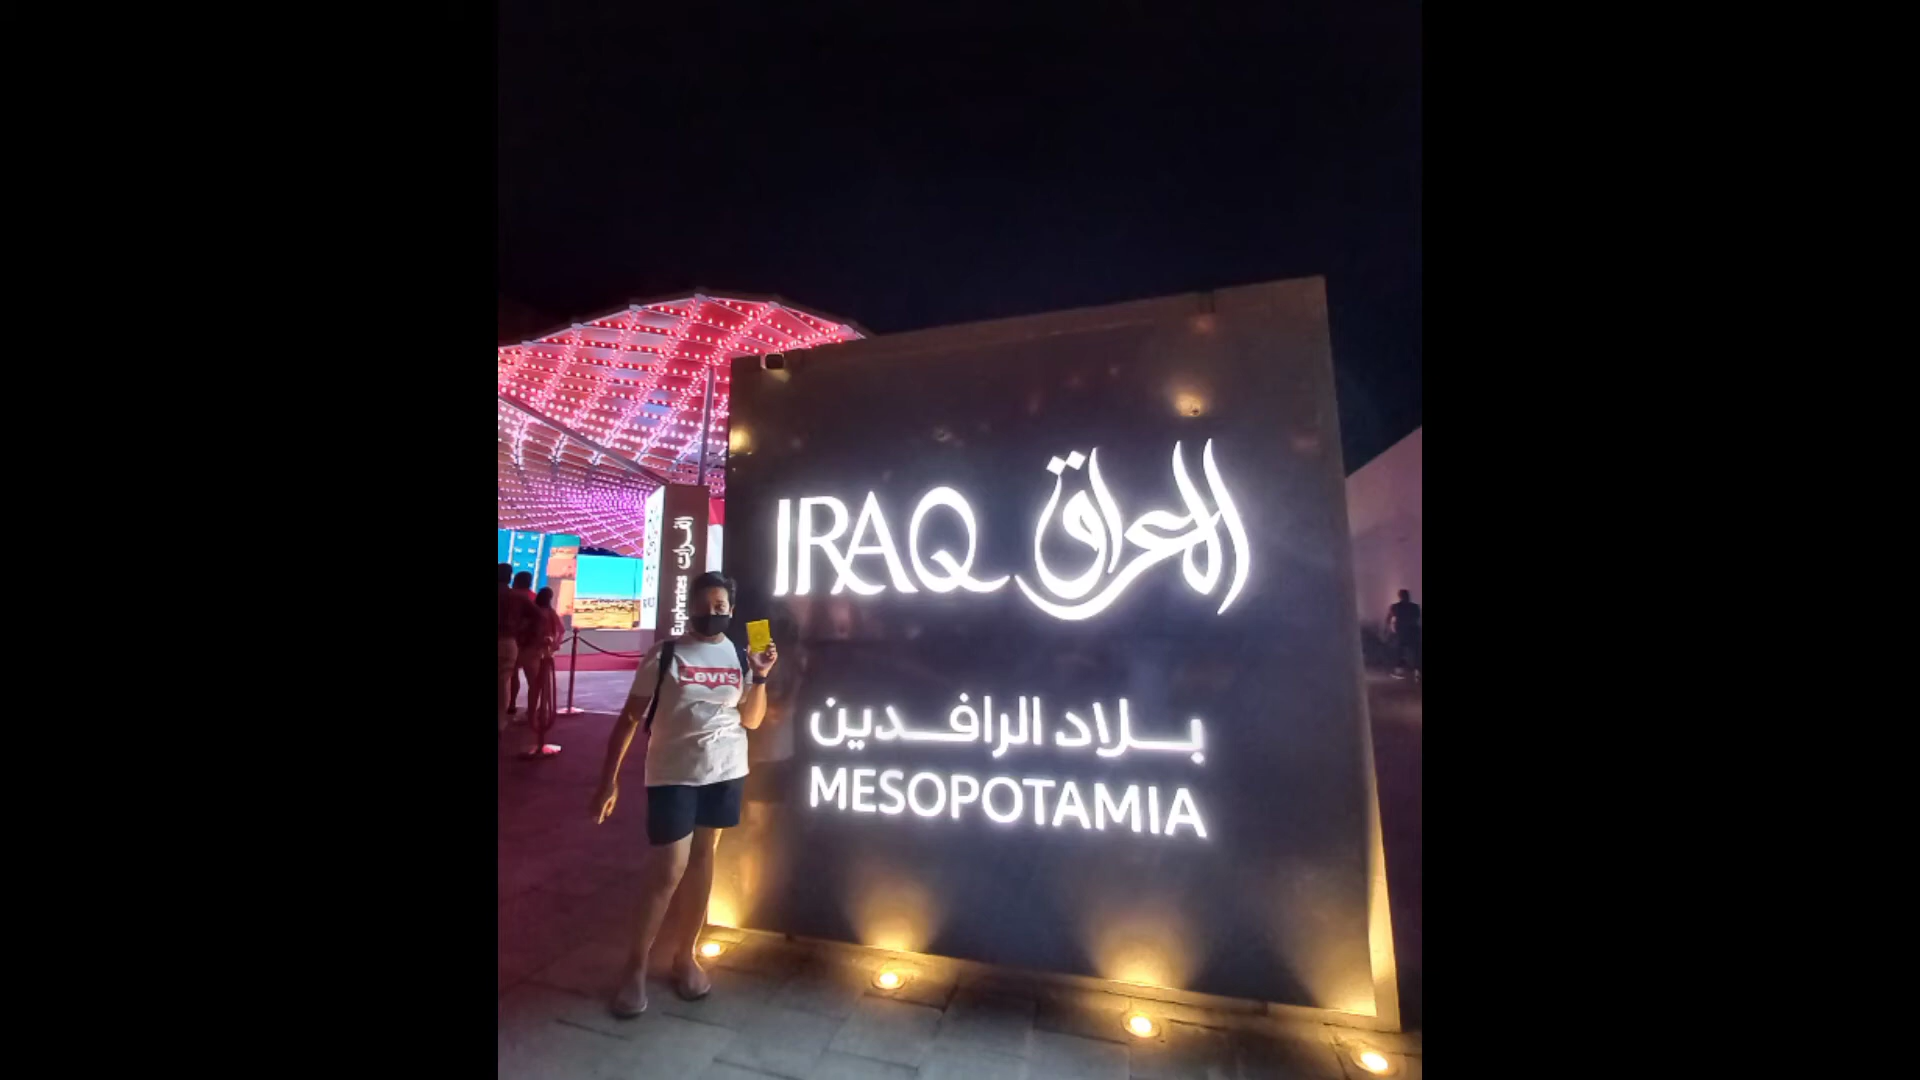 IRAQ العراق
بلاد الرافدين
MESOPOTAMIA
Euphrates الفرات
Levi's